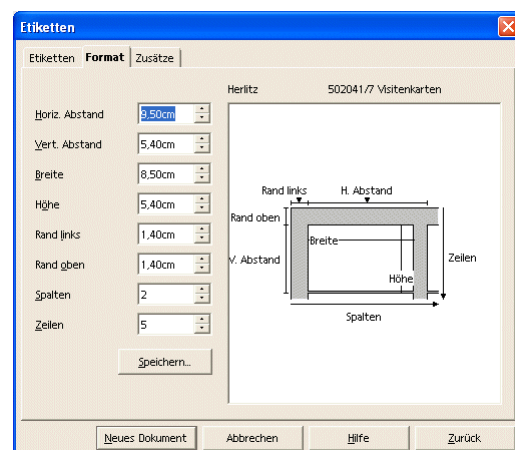 Etiketten
Etiketten Format Zusätze
Herlitz 502041/7 Visitenkarten
Horiz. Abstand 9,50cm
Vert. Abstand 5,40cm
Breite 8,50cm
Höhe 5,40cm
Rand links 1,40cm
Rand oben 1,40cm
Spalten 2
Zeilen 5
Speichern...
Rand links H. Abstand
Rand oben
Breite
V. Abstand
Höhe
Zeilen
Spalten
Neues Dokument Abbrechen Hilfe Zurück